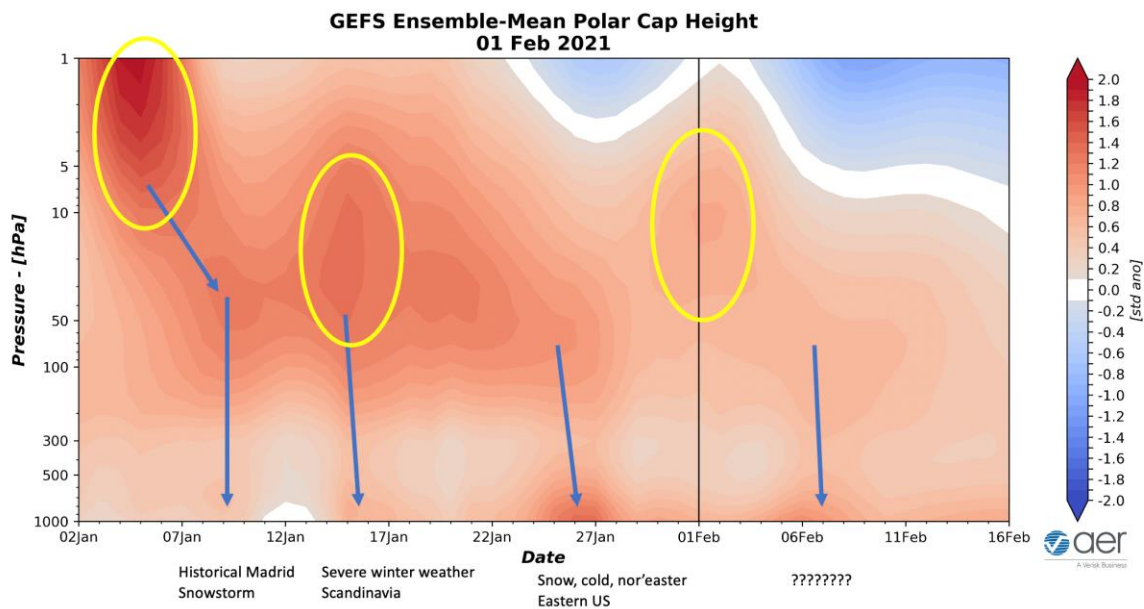 GEFS Ensemble-Mean Polar Cap Height
01 Feb 2021
Pressure - [hPa]
1
5
10
50
100
300
500
1000
02Jan 07Jan 12Jan 17Jan 22Jan 27Jan 01Feb 06Feb 11Feb 16Feb
Date
2.0
1.8
1.6
1.4
1.2
1.0
0.8
0.6
0.4
0.2
0.0
-0.2
-0.4
-0.6
-0.8
-1.0
-1.2
-1.4
-1.6
-1.8
-2.0
[std ano]
aer
A Verisk Business
Historical Madrid
Snowstorm
Severe winter weather
Scandinavia
Snow, cold, nor’easter
Eastern US
????????